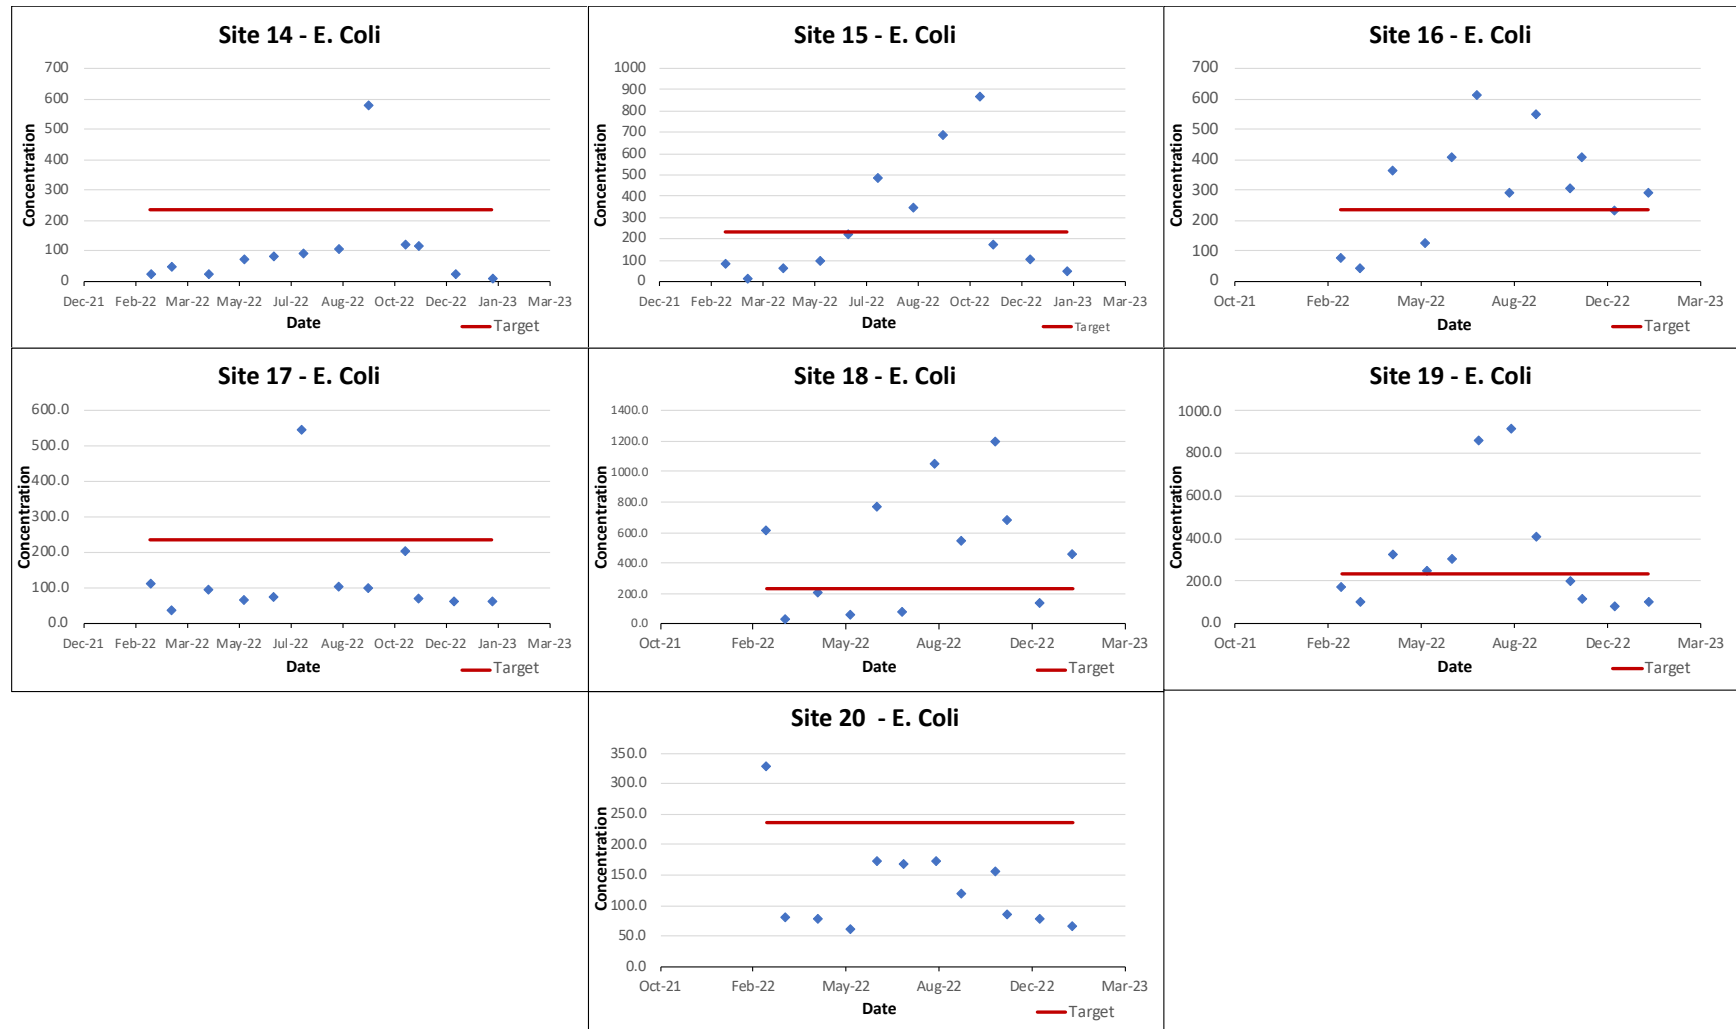 Site 14 - E. Coli
700
600
500
400
300
200
100
0
Concentration
Dec-21 Feb-22 Mar-22 May-22 Jul-22 Aug-22 Oct-22 Dec-22 Jan-23 Mar-23
Date
Target
Site 15 - E. Coli
1000
900
800
700
600
500
400
300
200
100
0
Concentration
Dec-21 Feb-22 Mar-22 May-22 Jul-22 Aug-22 Oct-22 Dec-22 Jan-23 Mar-23
Date
Target
Site 16 - E. Coli
700
600
500
400
300
200
100
0
Concentration
Oct-21 Feb-22 May-22 Aug-22 Dec-22 Mar-23
Date
Target
Site 17 - E. Coli
600.0
500.0
400.0
300.0
200.0
100.0
0.0
Concentration
Dec-21 Feb-22 Mar-22 May-22 Jul-22 Aug-22 Oct-22 Dec-22 Jan-23 Mar-23
Date
Target
Site 18 - E. Coli
1400.0
1200.0
1000.0
800.0
600.0
400.0
200.0
0.0
Concentration
Oct-21 Feb-22 May-22 Aug-22 Dec-22 Mar-23
Date
Target
Site 19 - E. Coli
1000.0
800.0
600.0
400.0
200.0
0.0
Concentration
Oct-21 Feb-22 May-22 Aug-22 Dec-22 Mar-23
Date
Target
Site 20 - E. Coli
350.0
300.0
250.0
200.0
150.0
100.0
50.0
0.0
Concentration
Oct-21 Feb-22 May-22 Aug-22 Dec-22 Mar-23
Date
Target